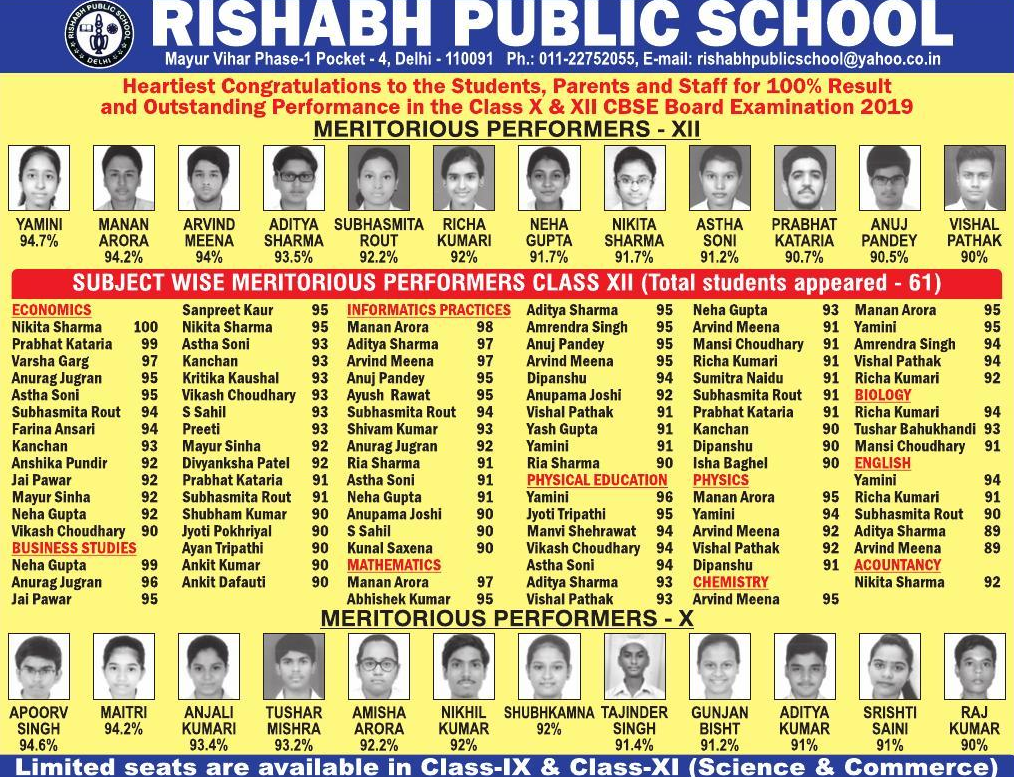 RISHABH PUBLIC SCHOOL
RISHABH PUBLIC SCHOOL
DELHI
Mayur Vihar Phase-1 Pocket - 4, Delhi - 110091 Ph.: 011-22752055, E-mail: rishabhpublicschool@yahoo.co.in
Heartiest Congratulations to the Students, Parents and Staff for 100% Result
and Outstanding Performance in the Class X & XII CBSE Board Examination 2019
MERITORIOUS PERFORMERS - XII
YAMINI
94.7%
MANAN
ARORA
94.2%
ARVIND
MEENA
94%
ADITYA
SHARMA
93.5%
SUBHASMITA
ROUT
92.2%
RICHA
KUMARI
92%
NEHA
GUPTA
91.7%
NIKITA
SHARMA
91.7%
ASTHA
SONI
91.2%
PRABHAT
KATARIA
90.7%
ANUJ
PANDEY
90.5%
VISHAL
PATHAK
90%
SUBJECT WISE MERITORIOUS PERFORMERS CLASS XII (Total students appeared - 61)
ECONOMICS
Nikita Sharma 100
Prabhat Kataria 99
Varsha Garg 97
Anurag Jugran 95
Astha Soni 95
Subhasmita Rout 94
Farina Ansari 94
Kanchan 93
Anshika Pundir 92
Jai Pawar 92
Mayur Sinha 92
Neha Gupta 92
Vikash Choudhary 90
BUSINESS STUDIES
Neha Gupta 99
Anurag Jugran 96
Jai Pawar 95
Sanpreet Kaur 95
Nikita Sharma 95
Astha Soni 93
Kanchan 93
Kritika Kaushal 93
Vikash Choudhary 93
S Sahil 93
Preeti 93
Mayur Sinha 92
Divyanksha Patel 92
Prabhat Kataria 91
Subhasmita Rout 91
Shubham Kumar 90
Jyoti Pokhriyal 90
Ayan Tripathi 90
Ankit Kumar 90
Ankit Dafauti 90
INFORMATICS PRACTICES
Manan Arora 98
Aditya Sharma 97
Arvind Meena 97
Anuj Pandey 95
Ayush Rawat 95
Subhasmita Rout 94
Shivam Kumar 93
Anurag Jugran 92
Ria Sharma 91
Astha Soni 91
Neha Gupta 91
Anupama Joshi 90
S Sahil 90
Kunal Saxena 90
MATHEMATICS
Manan Arora 97
Abhishek Kumar 95
Aditya Sharma 95
Amrendra Singh 95
Anuj Pandey 95
Arvind Meena 95
Dipanshu 94
Anupama Joshi 92
Vishal Pathak 91
Yash Gupta 91
Yamini 91
Ria Sharma 90
PHYSICAL EDUCATION
Yamini 96
Jyoti Tripathi 95
Manvi Shehrawat 94
Vikash Choudhary 94
Astha Soni 94
Aditya Sharma 93
Vishal Pathak 93
Neha Gupta 93
Arvind Meena 91
Mansi Choudhary 91
Richa Kumari 91
Sumitra Naidu 91
Subhasmita Rout 91
Prabhat Kataria 91
Kanchan 90
Dipanshu 90
Isha Baghel 90
PHYSICS
Manan Arora 95
Yamini 94
Arvind Meena 92
Vishal Pathak 92
Dipanshu 91
CHEMISTRY
Arvind Meena 95
Manan Arora 95
Yamini 95
Amrendra Singh 94
Vishal Pathak 94
Richa Kumari 92
BIOLOGY
Richa Kumari 94
Tushar Bahukhandi 93
Mansi Choudhary 91
ENGLISH
Yamini 94
Richa Kumari 91
Subhasmita Rout 90
Aditya Sharma 89
Arvind Meena 89
ACOUNTANCY
Nikita Sharma 92
MERITORIOUS PERFORMERS - X
APOORV
SINGH
94.6%
MAITRI
94.2%
ANJALI
KUMARI
93.4%
TUSHAR
MISHRA
93.2%
AMISHA
ARORA
92.2%
NIKHIL
KUMAR
92%
SHUBHKAMNA
92%
TAJINDER
SINGH
91.4%
GUNJAN
BISHT
91.2%
ADITYA
KUMAR
91%
SRISHTI
SAINI
91%
RAJ
KUMAR
90%
Limited seats are available in Class-IX & Class-XI (Science & Commerce)